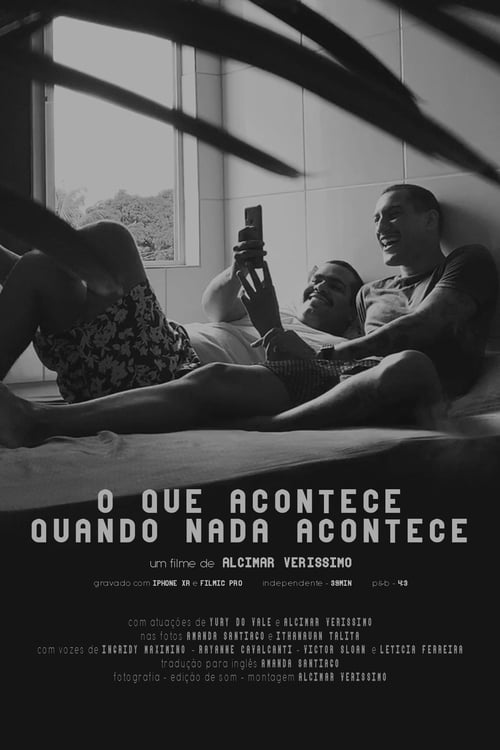 O QUE ACONTECE
QUANDO NADA ACONTECE
um filme de ALCIMAR VERISSIMO
gravado com IPHONE XR e FILMIC PRO independente - 38MIN p&b - 4:3
com atuações de YURY DO VALE e ALCIMAR VERISSIMO
nas fotos AMANDA SANTIAGO e ITHANAUAN TALITA
com vozes de INGRIDY MAXIMINO - RAYANNE CAVALCANTI - VICTOR SLOAN e LETICIA FERREIRA
tradução para inglês AMANDA SANTIAGO
fotografia - edição de som - montagem ALCIMAR VERISSIMO